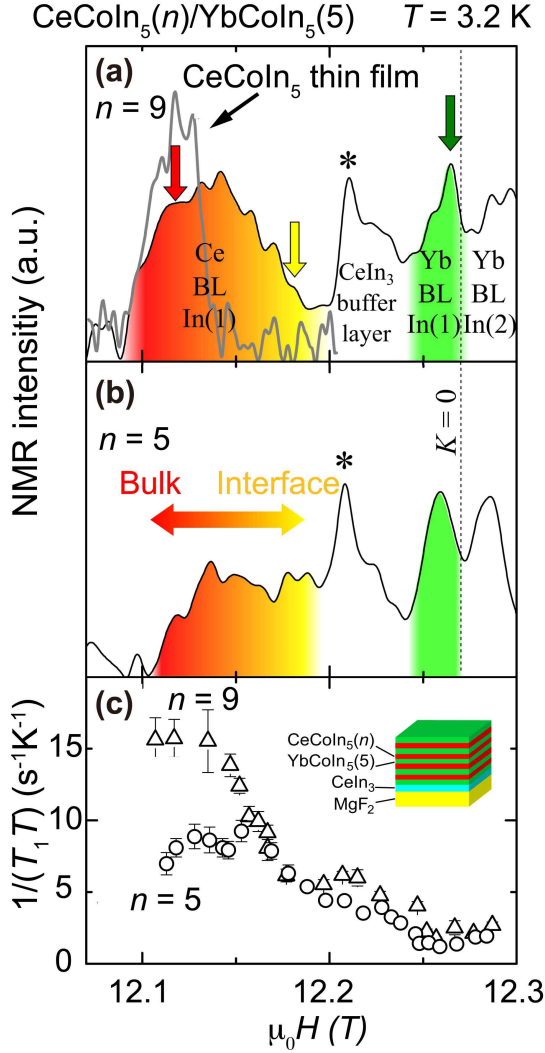 CeCoIn5(n)/YbCoIn5(5) T = 3.2 K
(a)
CeCoIn5 thin film
n = 9
*
Ce
BL
In(1)
CeIn3
buffer
layer
Yb
BL
In(1)
Yb
BL
In(2)
NMR intensitiy (a.u.)
(b)
n = 5
*
K = 0
Bulk Interface
(c)
n = 9
CeCoIn5(n)
YbCoIn5(5)
CeIn3
MgF2
n = 5
1/(T1T) (s-1K-1)
15
10
5
0
12.1 12.2 12.3
μ0H (T)